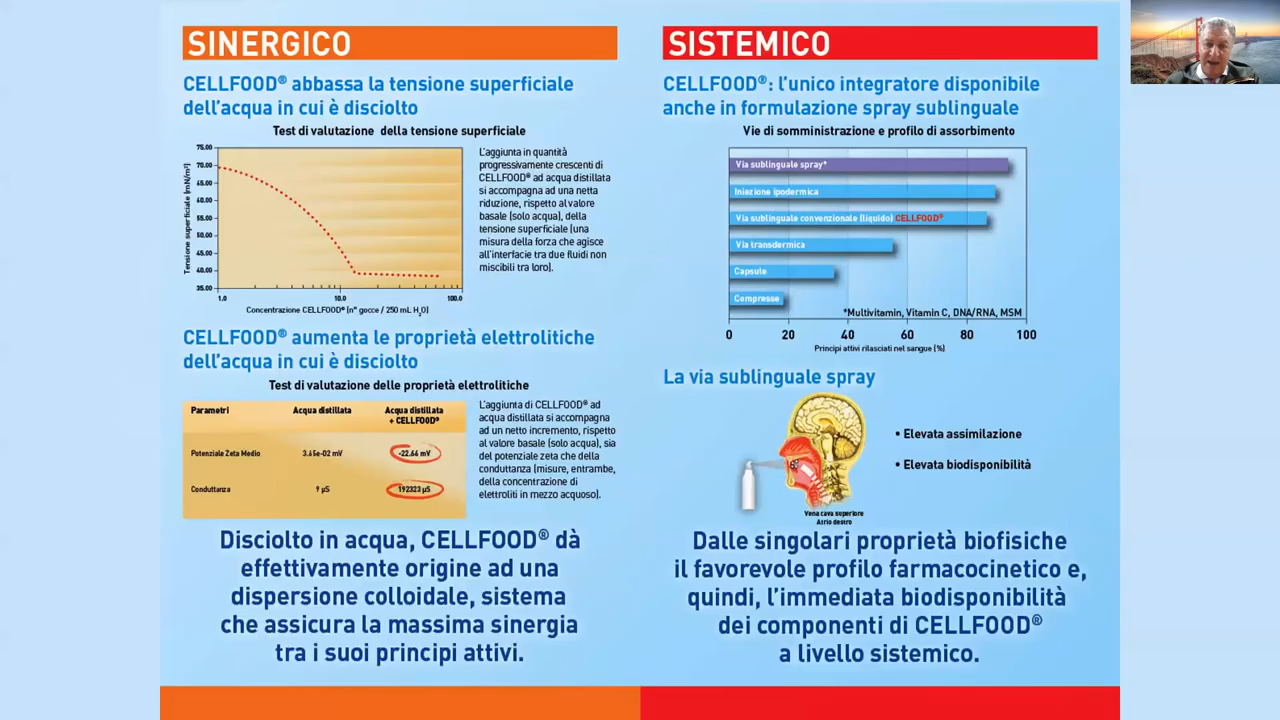 SINERGICO
CELLFOOD® abbassa la tensione superficiale
dell'acqua in cui è disciolto
Test di valutazione della tensione superficiale
Tensione superficiale (mN/m²)
75.00
70.00
65.00
60.00
55.00
50.00
45.00
40.00
35.00
1.0
10.0
100.0
Concentrazione CELLFOOD® (n° gocce / 250 mL H₂O)
L'aggiunta in quantità
progressivamente crescenti di
CELLFOOD® ad acqua distillata
si accompagna ad una netta
riduzione, rispetto al valore
basale (solo acqua), della
tensione superficiale (una
misura della forza che agisce
all'interfacie tra due fluidi non
miscibili tra loro).
CELLFOOD® aumenta le proprietà elettrolitiche
dell'acqua in cui è disciolto
Test di valutazione delle proprietà elettrolitiche
Parametri
Acqua distillata
Acqua distillata
+ CELLFOOD®
Potenziale Zeta Medio
3.65e-02 mV
-22.66 mV
Conduttanza
9 µS
192323 µS
L'aggiunta di CELLFOOD® ad
acqua distillata si accompagna
ad un netto incremento, rispetto
al valore basale (solo acqua), sia
del potenziale zeta che della
conduttanza (misure, entrambe,
della concentrazione di
elettroliti in mezzo acquoso).
Disciolto in acqua, CELLFOOD® dà
effettivamente origine ad una
dispersione colloidale, sistema
che assicura la massima sinergia
tra i suoi principi attivi.
SISTEMICO
CELLFOOD®: l'unico integratore disponibile
anche in formulazione spray sublinguale
Vie di somministrazione e profilo di assorbimento
Via sublinguale spray*
Iniezione ipodermica
Via sublinguale convenzionale (liquido) CELLFOOD®
Via transdermica
Capsule
Compresse
*Multivitamin, Vitamin C, DNA/RNA, MSM
0
20
40
60
80
100
Principi attivi rilasciati nel sangue (%)
La via sublinguale spray
• Elevata assimilazione
• Elevata biodisponibilità
Vena cava superiore
Atrio destro
Dalle singolari proprietà biofisiche
il favorevole profilo farmacocinetico e,
quindi, l'immediata biodisponibilità
dei componenti di CELLFOOD®
a livello sistemico.